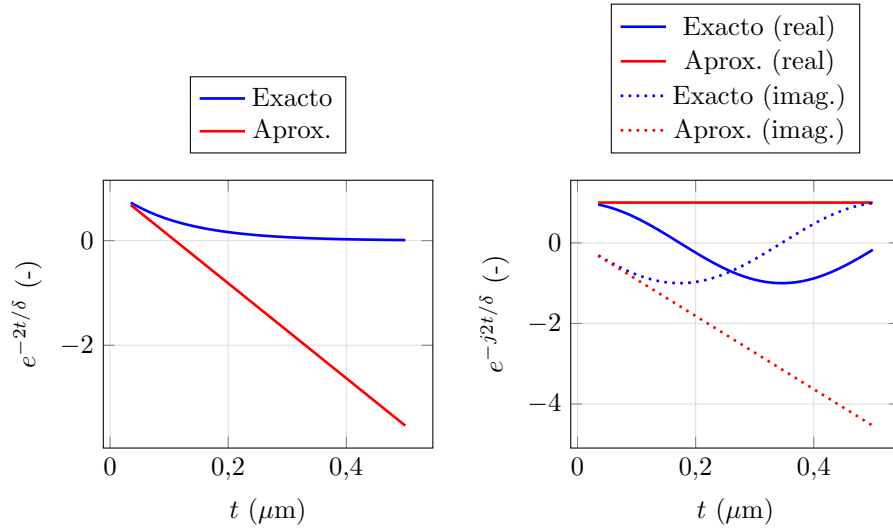 Exacto
Aprox.
0
−2
0
0,2
0,4
t (μm)
e^{−2t/δ} (-)
Exacto (real)
Aprox. (real)
Exacto (imag.)
Aprox. (imag.)
0
−2
−4
0
0,2
0,4
t (μm)
e^{−j2t/δ} (-)